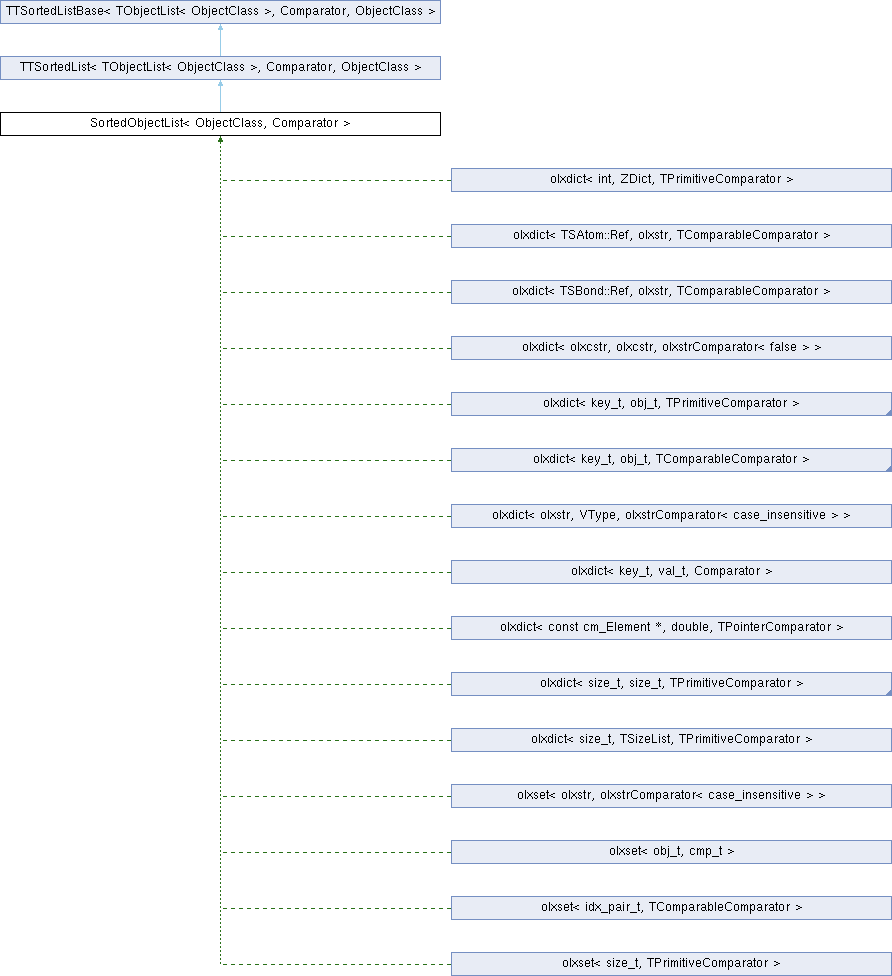 TTSortedListBase< TObjectList< ObjectClass >, Comparator, ObjectClass >
TTSortedList< TObjectList< ObjectClass >, Comparator, ObjectClass >
SortedObjectList< ObjectClass, Comparator >
olxdict< int, ZDict, TPrimitiveComparator >
olxdict< TSAtom::Ref, olxstr, TComparableComparator >
olxdict< TSBond::Ref, olxstr, TComparableComparator >
olxdict< olxcstr, olxcstr, olxstrComparator< false > >
olxdict< key_t, obj_t, TPrimitiveComparator >
olxdict< key_t, obj_t, TComparableComparator >
olxdict< olxstr, VType, olxstrComparator< case_insensitive > >
olxdict< key_t, val_t, Comparator >
olxdict< const cm_Element *, double, TPointerComparator >
olxdict< size_t, size_t, TPrimitiveComparator >
olxdict< size_t, TSizeList, TPrimitiveComparator >
olxset< olxstr, olxstrComparator< case_insensitive > >
olxset< obj_t, cmp_t >
olxset< idx_pair_t, TComparableComparator >
olxset< size_t, TPrimitiveComparator >